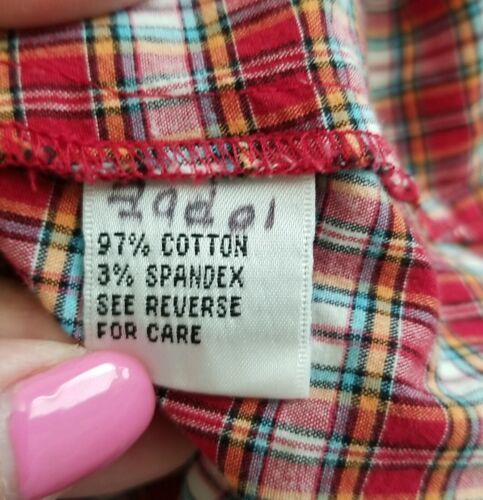 97% COTTON
3% SPANDEX
SEE REVERSE
FOR CARE